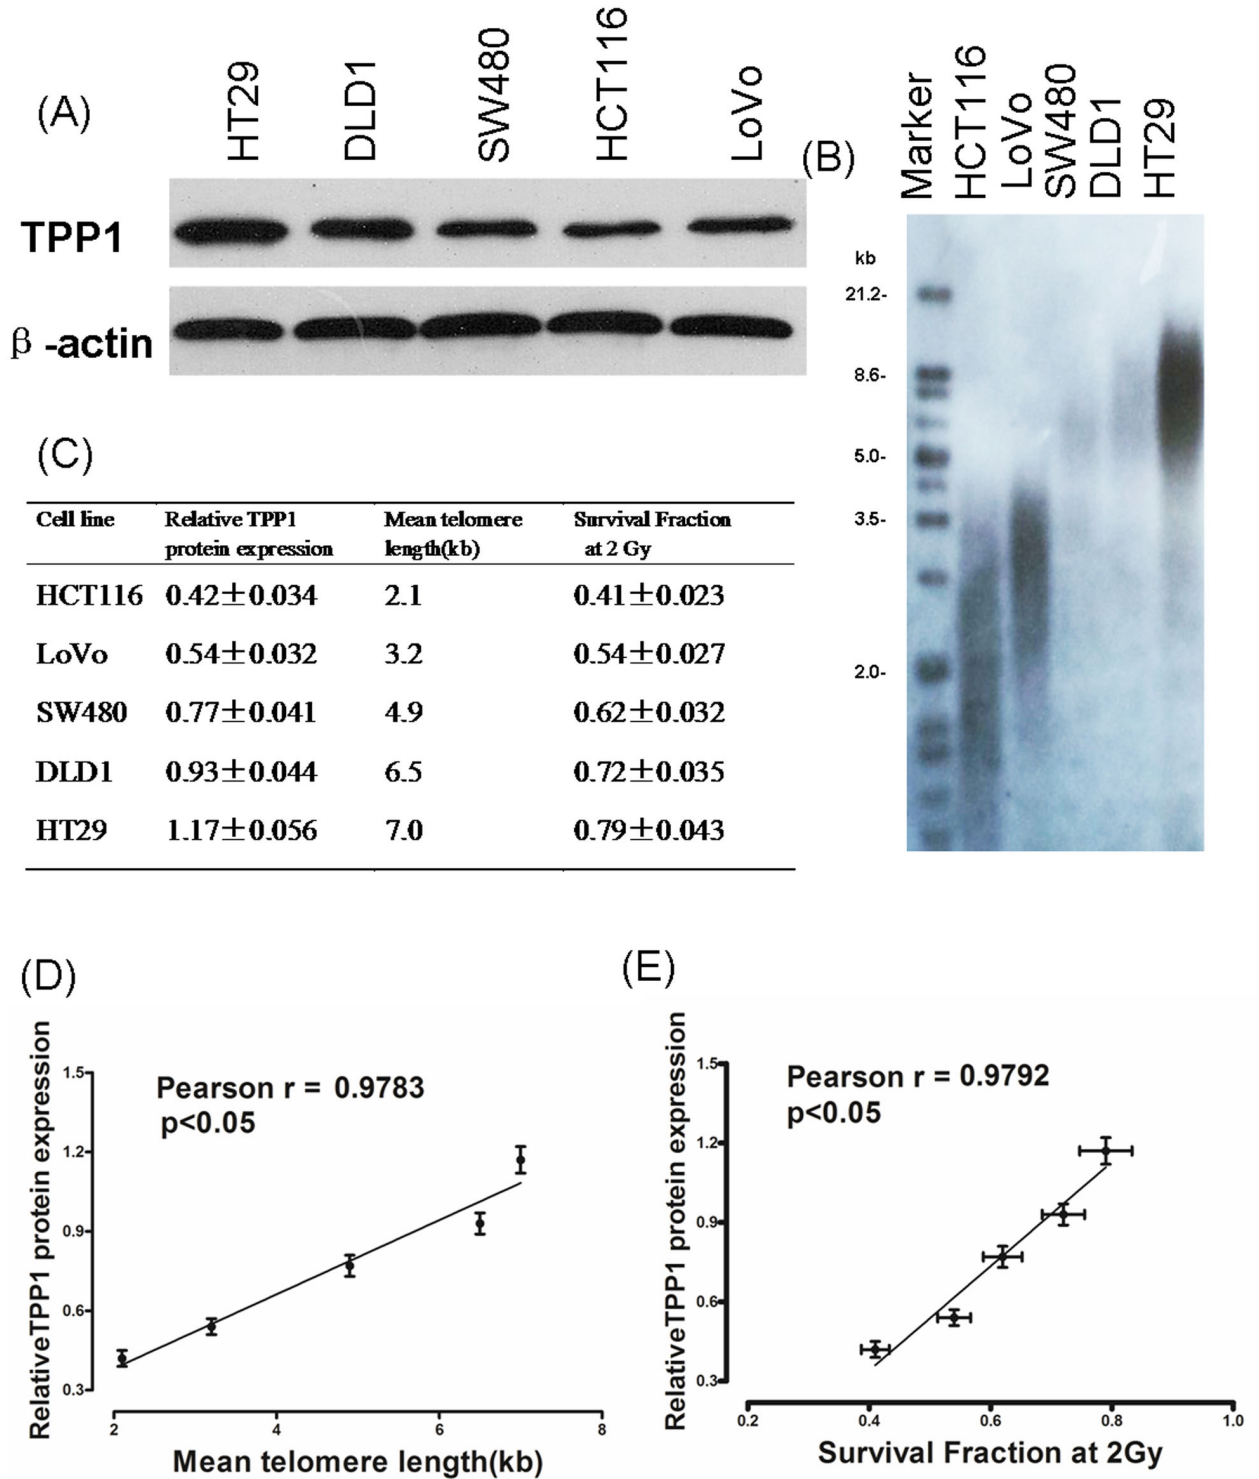 (A)
HT29
DLD1
SW480
HCT116
LoVo
TPP1
β -actin
(B)
Marker
HCT116
LoVo
SW480
DLD1
HT29
kb
21.2-
8.6-
5.0-
3.5-
2.0-
(C)
Cell line Relative TPP1 Mean telomere Survival Fraction
protein expression length(kb) at 2 Gy
HCT116 0.42±0.034 2.1 0.41±0.023
LoVo 0.54±0.032 3.2 0.54±0.027
SW480 0.77±0.041 4.9 0.62±0.032
DLD1 0.93±0.044 6.5 0.72±0.035
HT29 1.17±0.056 7.0 0.79±0.043
(D)
RelativeTPP1 protein expression
1.5
1.2
0.9
0.6
0.3
Pearson r = 0.9783
p<0.05
2 4 6 8
Mean telomere length(kb)
(E)
RelativeTPP1 protein expression
1.5
1.2
0.9
0.6
0.3
Pearson r = 0.9792
p<0.05
0.2 0.4 0.6 0.8 1.0
Survival Fraction at 2Gy